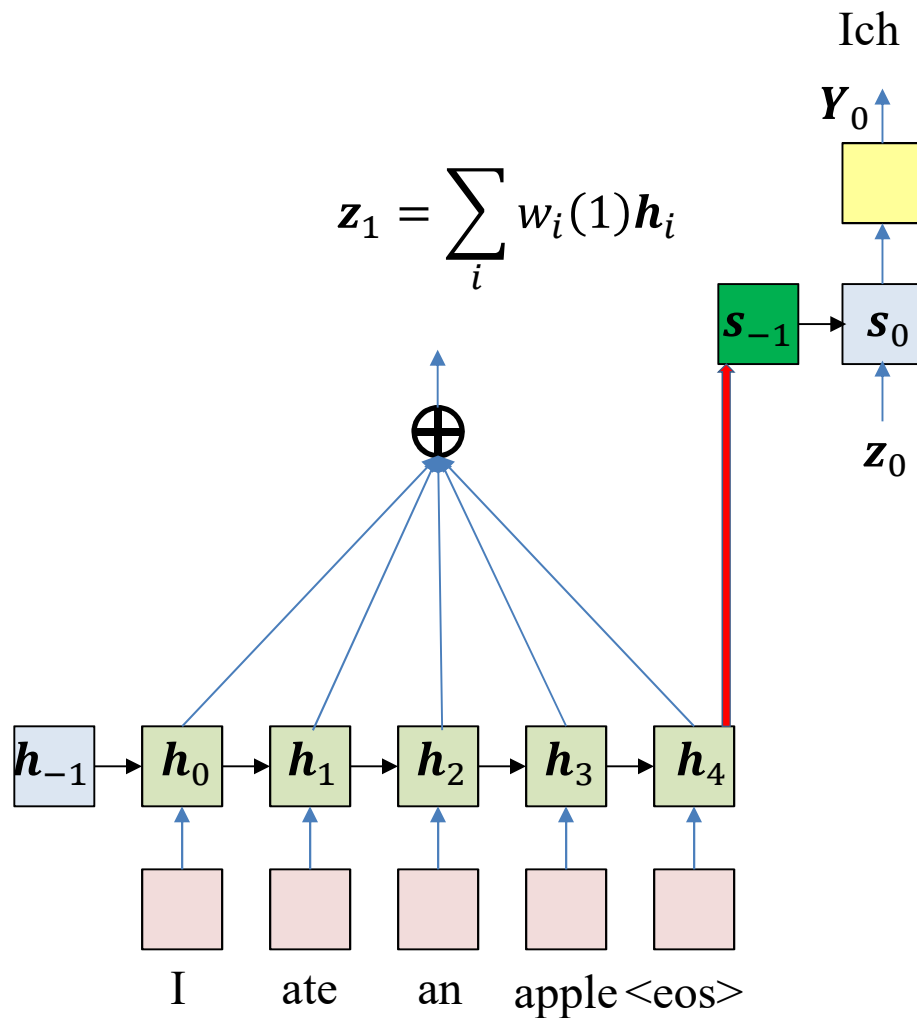 Ich
Y₀
z₁ = ∑ᵢ wᵢ(1)hᵢ
s₋₁ s₀
z₀
h₋₁ h₀ h₁ h₂ h₃ h₄
I ate an apple <eos>